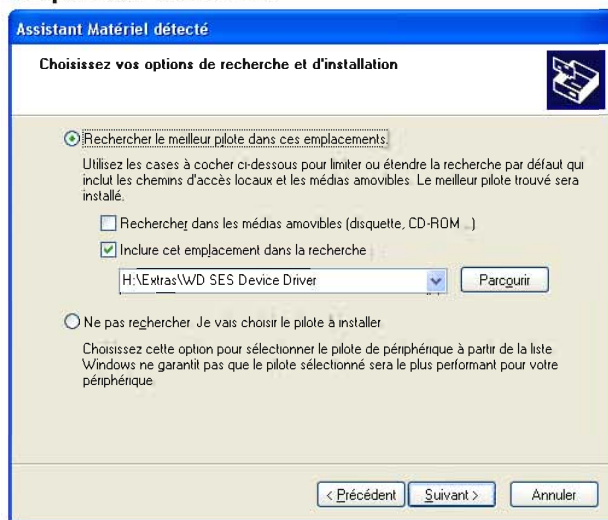 Assistant Matériel détecté
Choisissez vos options de recherche et d'installation
Rechercher le meilleur pilote dans ces emplacements.
Utilisez les cases à cocher ci-dessous pour limiter ou étendre la recherche par défaut qui
inclut les chemins d'accès locaux et les médias amovibles. Le meilleur pilote trouvé sera
installé.
Rechercher dans les médias amovibles (disquette, CD-ROM...)
Inclure cet emplacement dans la recherche
H:\Extras\WD SES Device Driver
Parcourir
Ne pas rechercher. Je vais choisir le pilote à installer
Choisissez cette option pour sélectionner le pilote de périphérique à partir de la liste
Windows ne garantit pas que le pilote sélectionné sera le plus performant pour votre
périphérique
< Précédent Suivant > Annuler